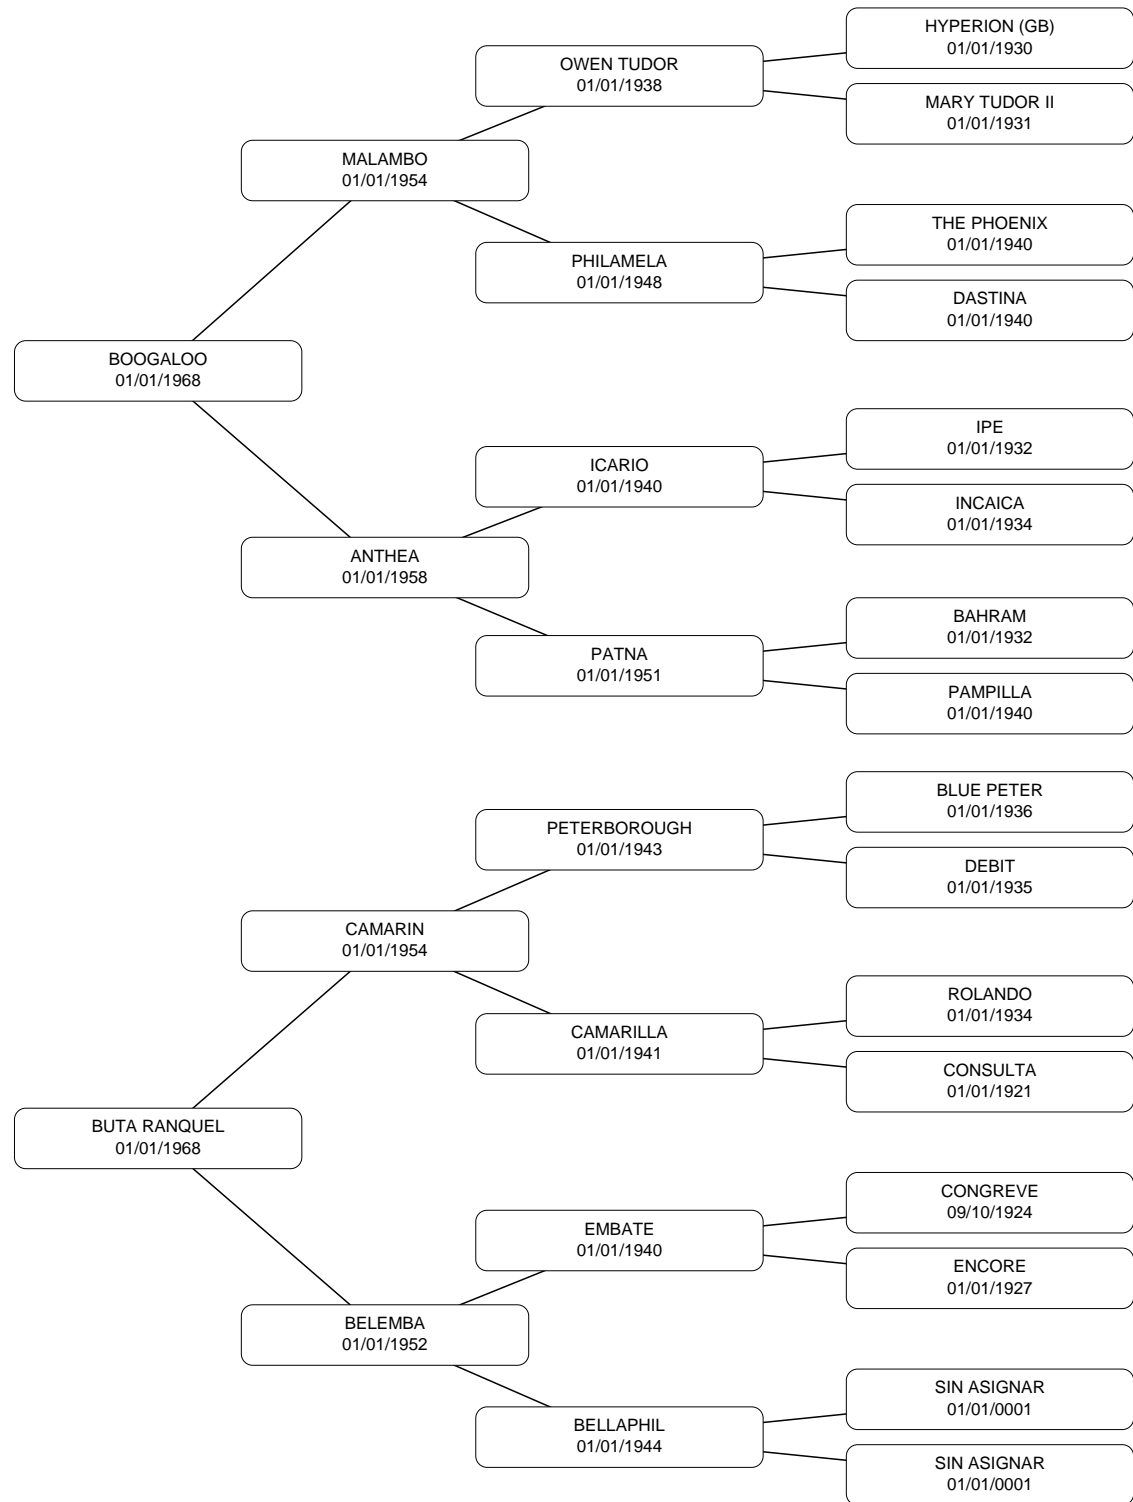 HYPERION (GB)
01/01/1930
OWEN TUDOR
01/01/1938
MARY TUDOR II
01/01/1931
MALAMBO
01/01/1954
THE PHOENIX
01/01/1940
PHILAMELA
01/01/1948
DASTINA
01/01/1940
BOOGALOO
01/01/1968
IPE
01/01/1932
ICARIO
01/01/1940
INCAICA
01/01/1934
ANTHEA
01/01/1958
BAHRAM
01/01/1932
PATNA
01/01/1951
PAMPILLA
01/01/1940
BLUE PETER
01/01/1936
PETERBOROUGH
01/01/1943
DEBIT
01/01/1935
CAMARIN
01/01/1954
ROLANDO
01/01/1934
CAMARILLA
01/01/1941
CONSULTA
01/01/1921
BUTA RANQUEL
01/01/1968
CONGREVE
09/10/1924
EMBATE
01/01/1940
ENCORE
01/01/1927
BELEMBA
01/01/1952
SIN ASIGNAR
01/01/0001
BELLAPHIL
01/01/1944
SIN ASIGNAR
01/01/0001